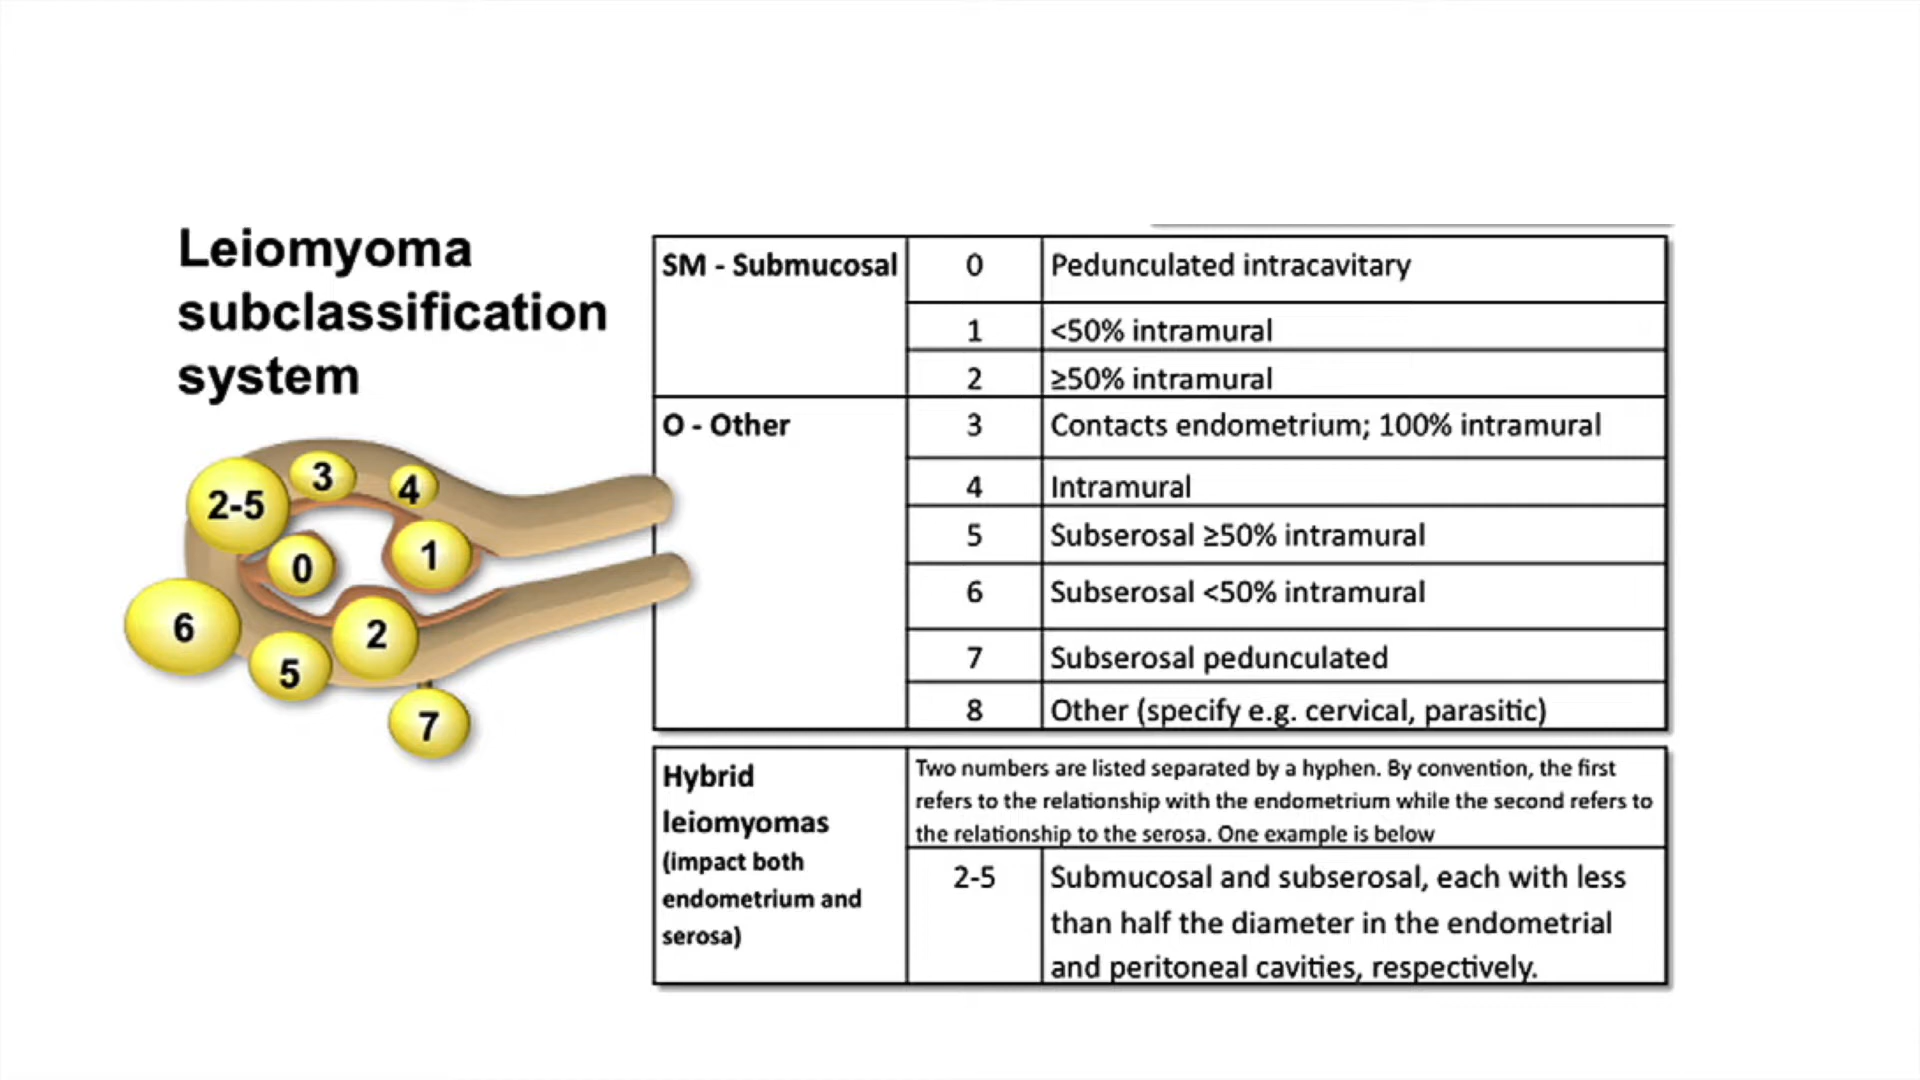 Leiomyoma
subclassification
system
2-5
3
4
0
1
6
5
2
7
SM - Submucosal
0
Pedunculated intracavitary
1
<50% intramural
2
≥50% intramural
O - Other
3
Contacts endometrium; 100% intramural
4
Intramural
5
Subserosal ≥50% intramural
6
Subserosal <50% intramural
7
Subserosal pedunculated
8
Other (specify e.g. cervical, parasitic)
Hybrid
leiomyomas
(impact both
endometrium and
serosa)
Two numbers are listed separated by a hyphen. By convention, the first
refers to the relationship with the endometrium while the second refers to
the relationship to the serosa. One example is below
2-5
Submucosal and subserosal, each with less
than half the diameter in the endometrial
and peritoneal cavities, respectively.